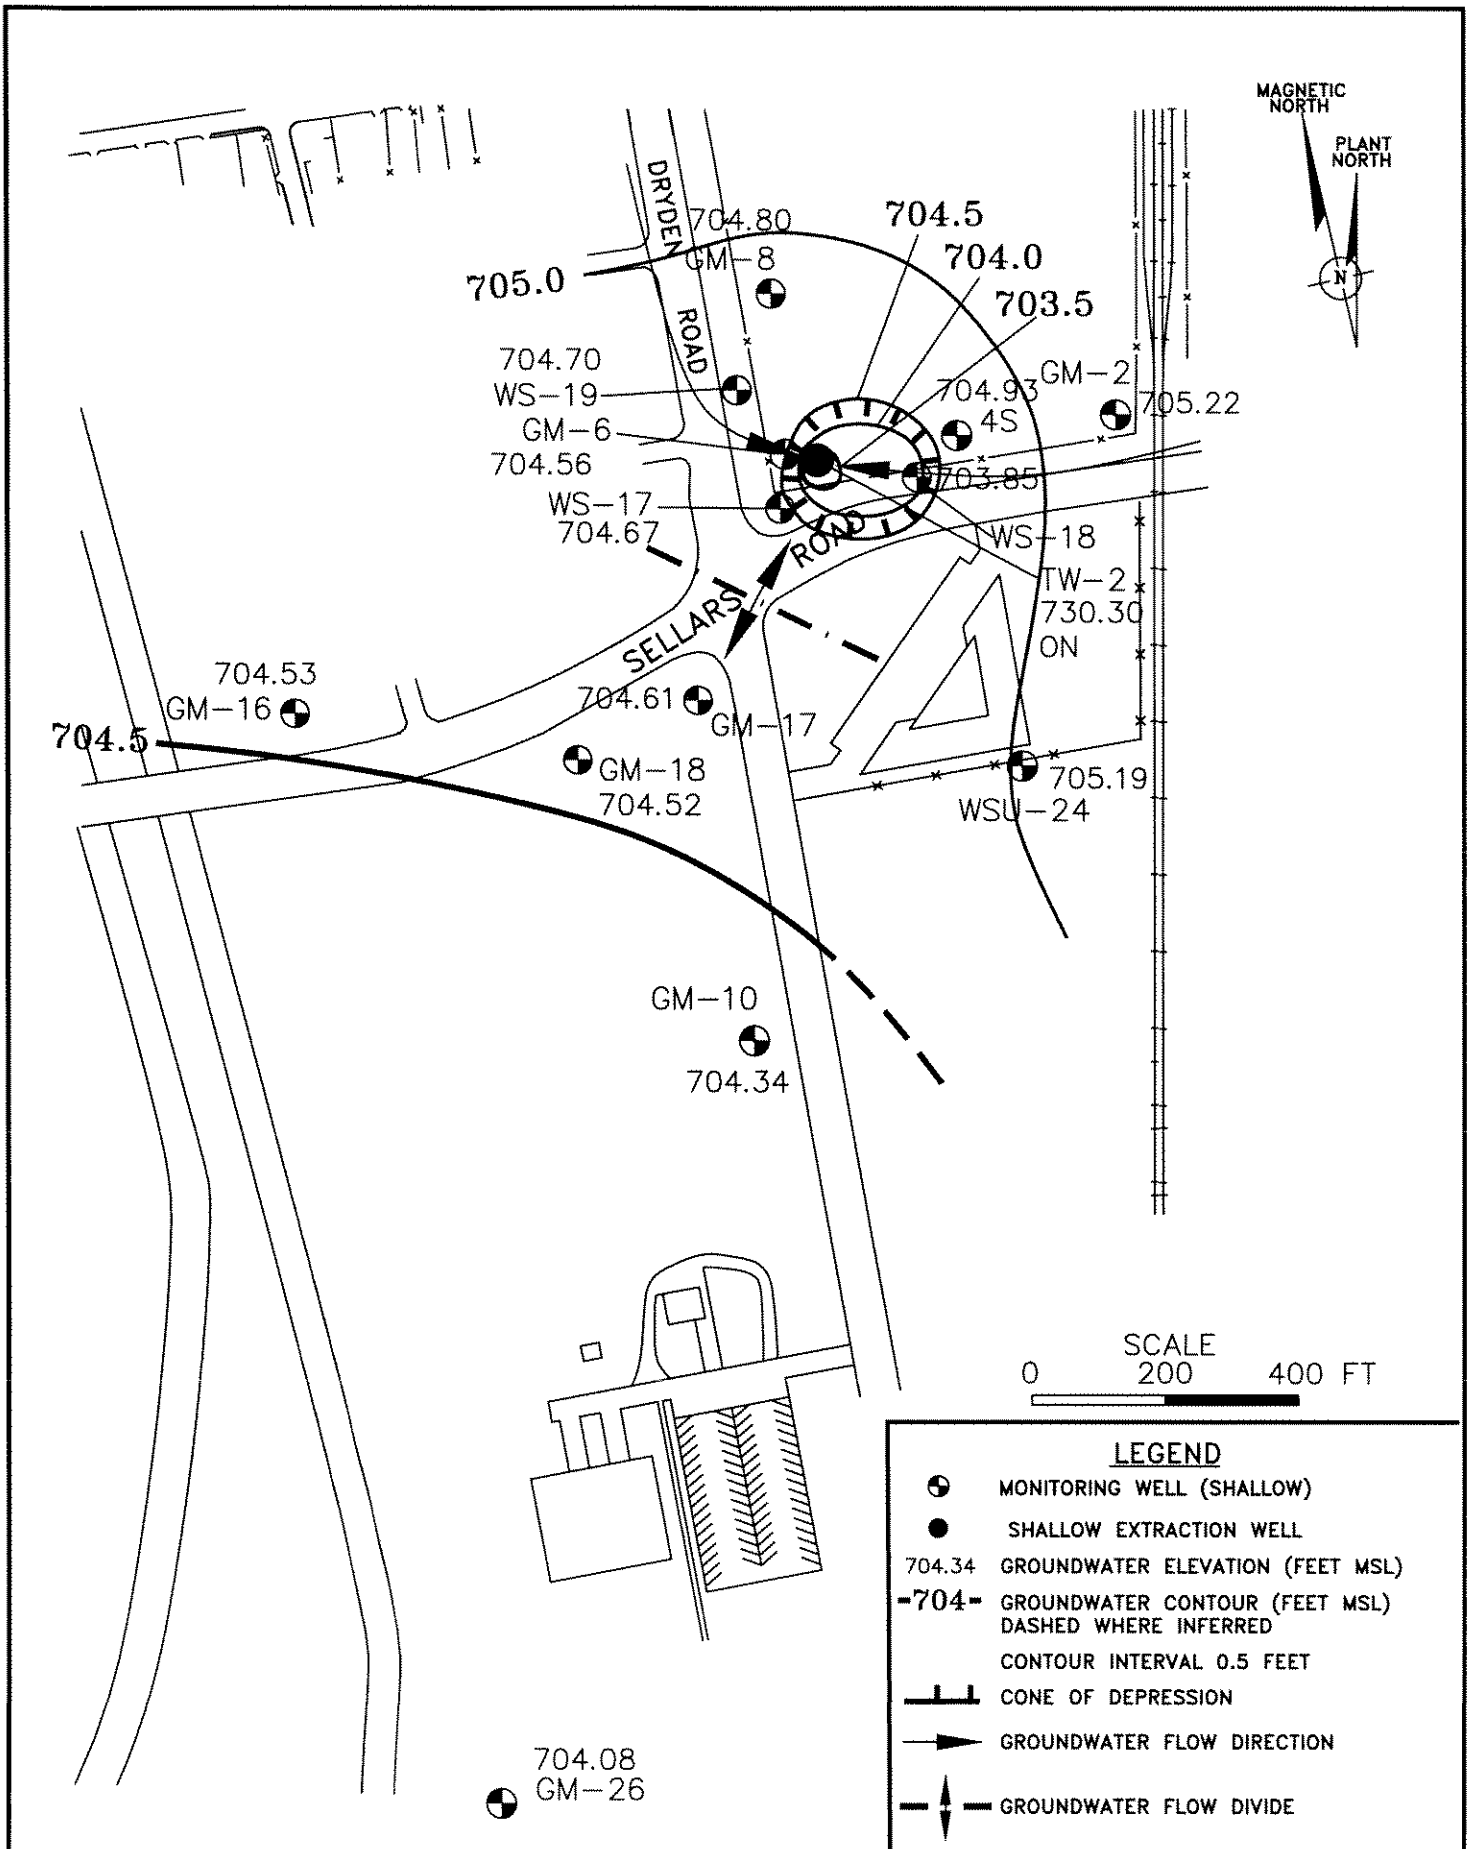 MAGNETIC
NORTH
PLANT
NORTH
N
DRYDEN
ROAD
704.80
GM-8
704.5
704.0
703.5
705.0
704.70
WS-19
GM-6
704.56
WS-17
704.67
704.93
4S
GM-2
705.22
703.85
WS-18
TW-2
730.30
ON
SELLARS
ROAD
704.53
GM-16
704.5
704.61
GM-17
GM-18
704.52
705.19
WSU-24
GM-10
704.34
SCALE
0 200 400 FT
LEGEND
MONITORING WELL (SHALLOW)
SHALLOW EXTRACTION WELL
704.34 GROUNDWATER ELEVATION (FEET MSL)
-704- GROUNDWATER CONTOUR (FEET MSL)
DASHED WHERE INFERRED
CONTOUR INTERVAL 0.5 FEET
CONE OF DEPRESSION
GROUNDWATER FLOW DIRECTION
GROUNDWATER FLOW DIVIDE
704.08
GM-26